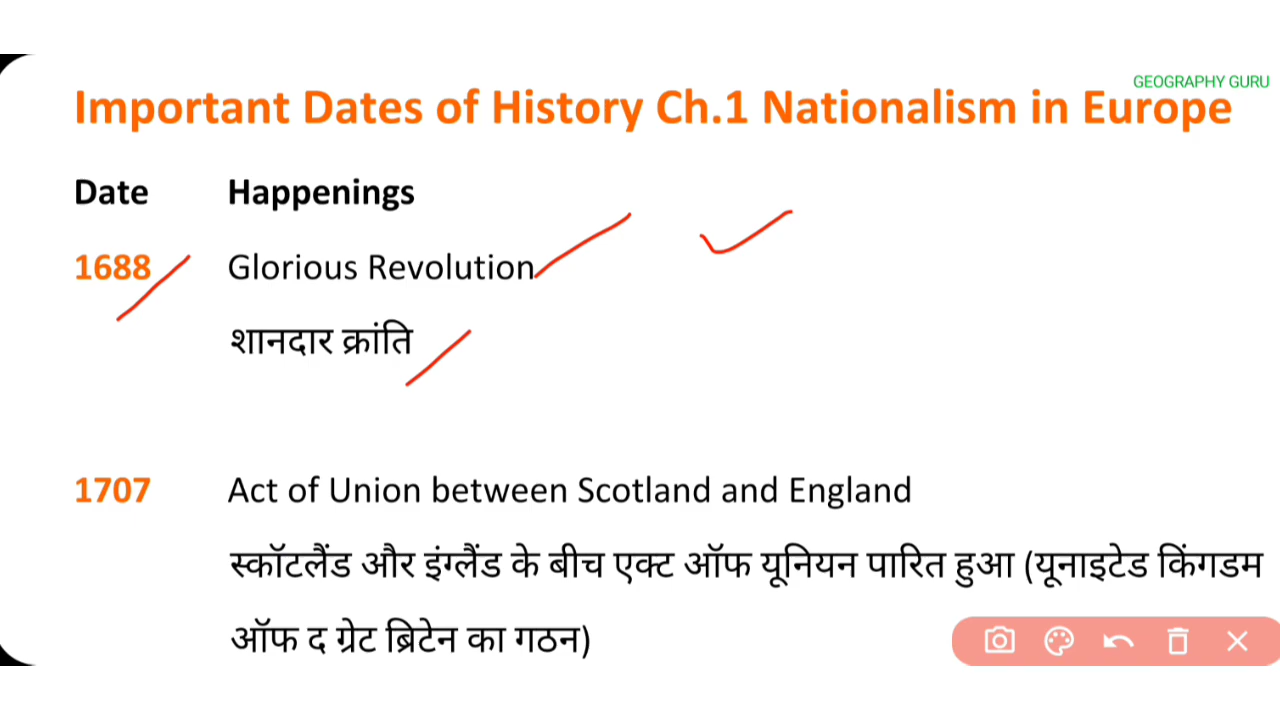 GEOGRAPHY GURU
Important Dates of History Ch.1 Nationalism in Europe
Date Happenings
1688 Glorious Revolution
शानदार क्रांति
1707 Act of Union between Scotland and England
स्कॉटलैंड और इंग्लैंड के बीच एक्ट ऑफ यूनियन पारित हुआ (यूनाइटेड किंगडम
ऑफ द ग्रेट ब्रिटेन का गठन)